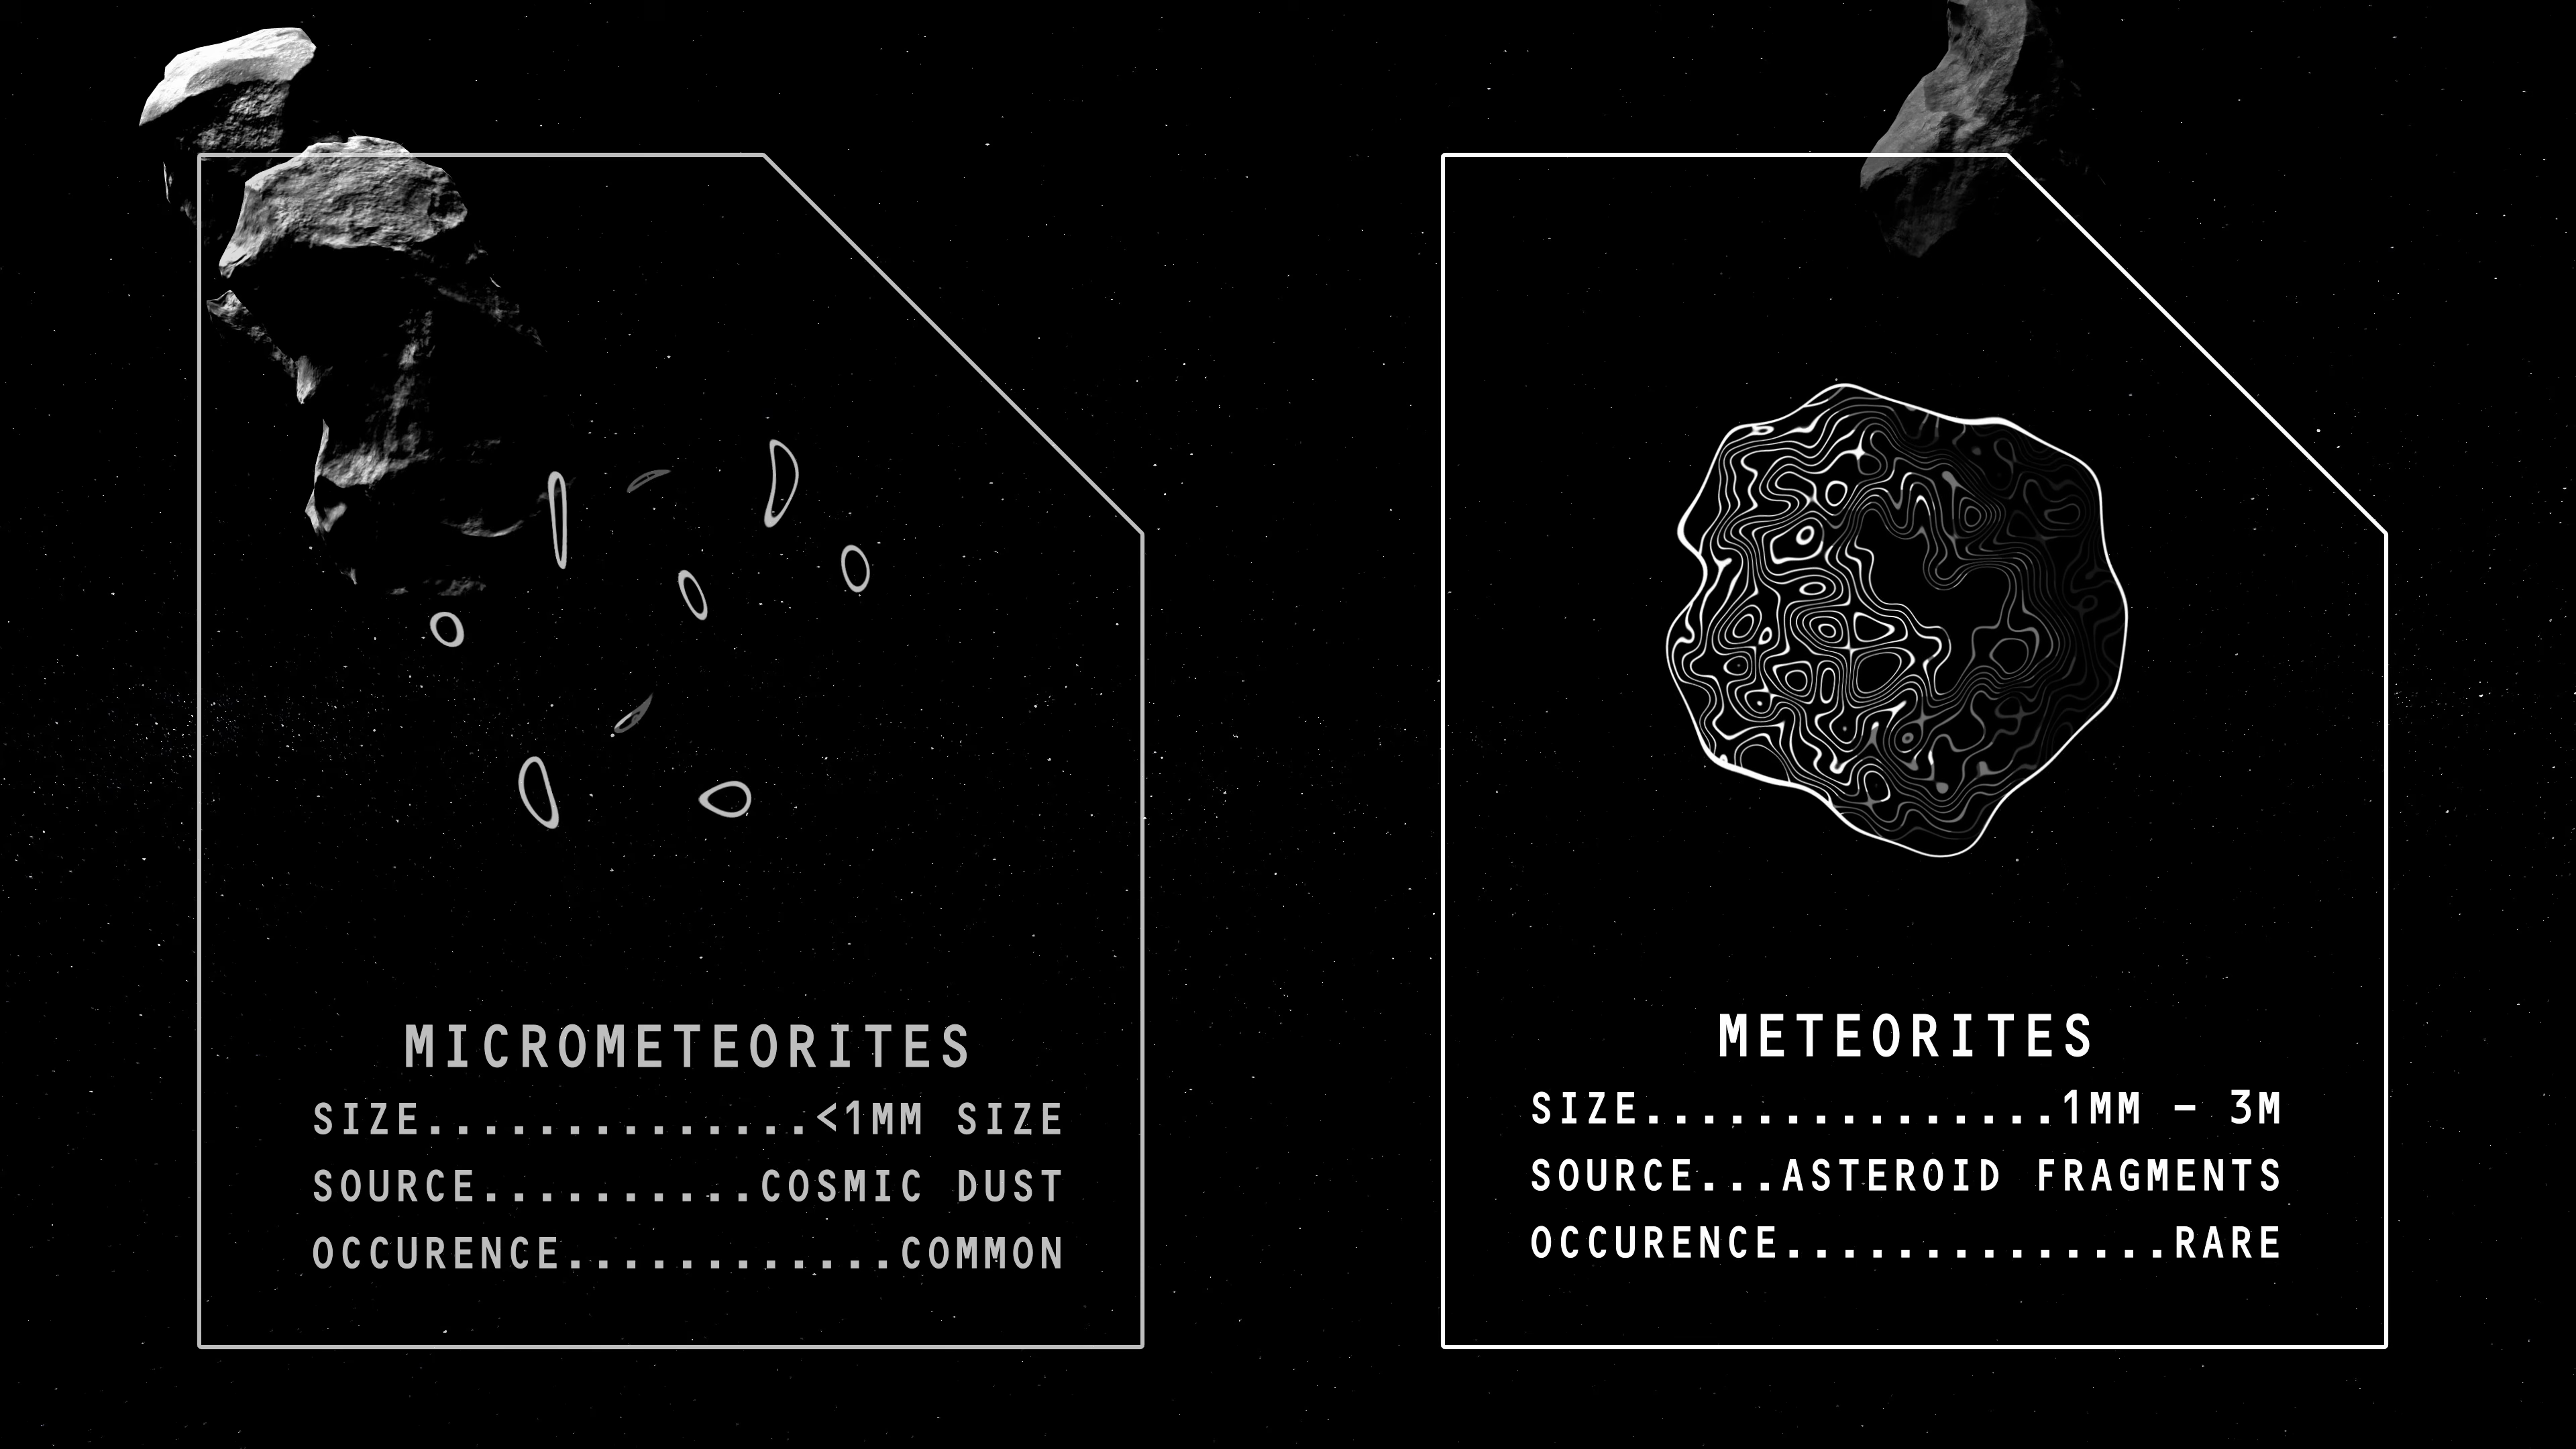 MICROMETEORITES
SIZE..............<1MM SIZE
SOURCE..........COSMIC DUST
OCCURENCE............COMMON
METEORITES
SIZE...............1MM – 3M
SOURCE...ASTEROID FRAGMENTS
OCCURENCE..............RARE